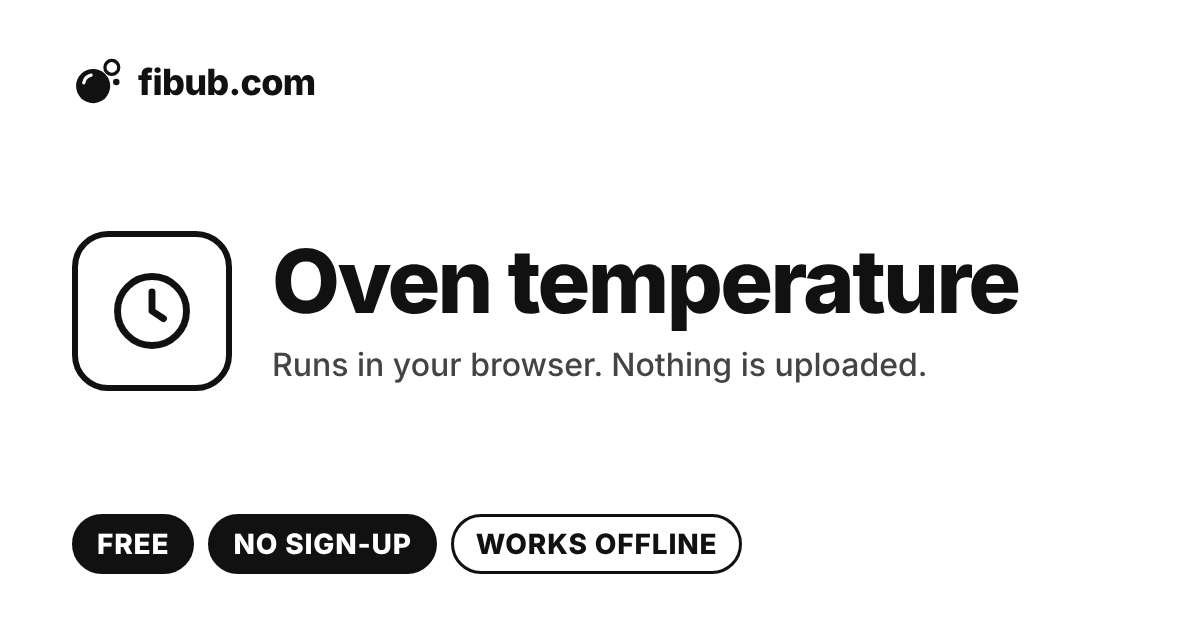 fibub.com
Oven temperature
Runs in your browser. Nothing is uploaded.
FREE
NO SIGN-UP
WORKS OFFLINE